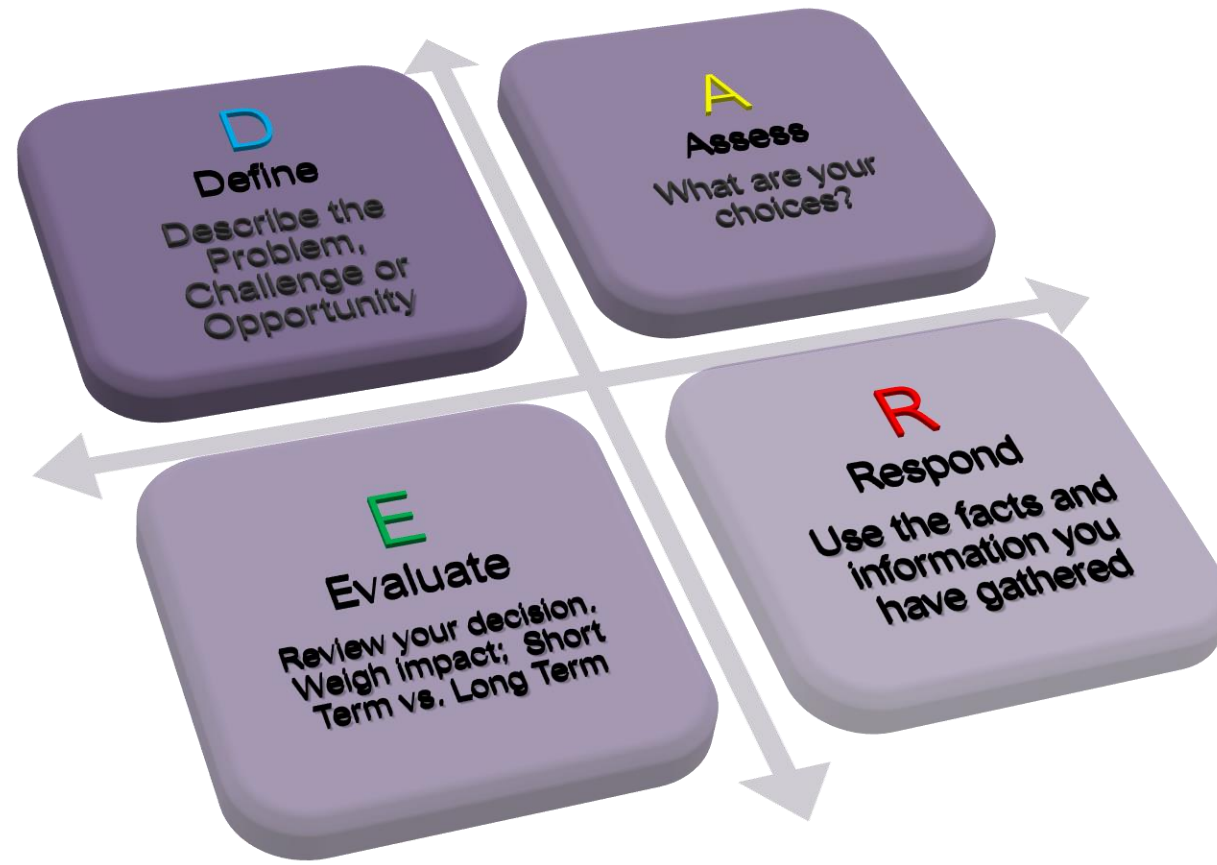 D
Define
Describe the
Problem,
Challenge or
Opportunity
A
Assess
What are your
choices?
R
Respond
Use the facts and
information you
have gathered
E
Evaluate
Review your decision.
Weigh impact; Short
Term vs. Long Term